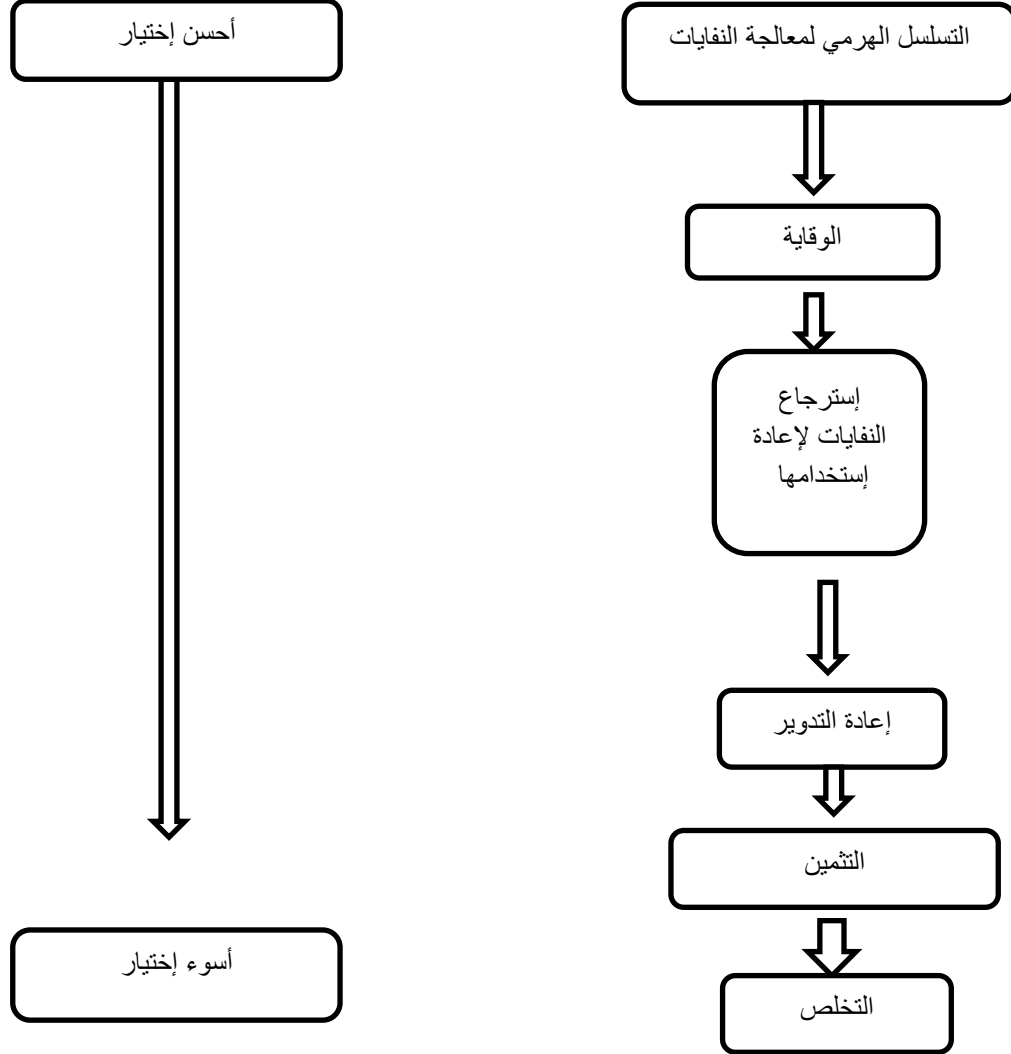 التسلسل الهرمي لمعالجة النفايات
أحسن إختيار
الوقاية
إسترجاع
النفايات لإعادة
إستخدامها
إعادة التدوير
التثمين
أسوء إختيار
التخلص